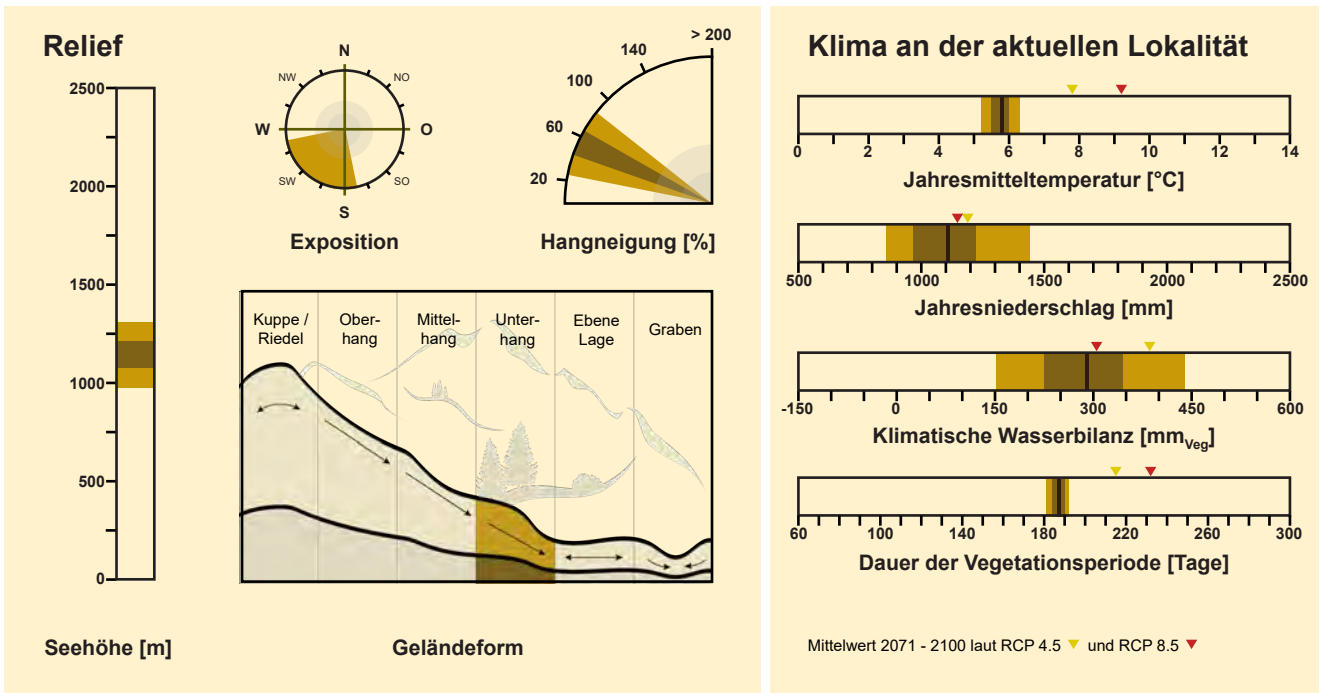 Relief
2500
2000
1500
1000
500
0
Seehöhe [m]
N
NO
O
SO
S
SW
W
NW
Exposition
> 200
140
100
60
20
Hangneigung [%]
Kuppe /
Riedel
Ober-
hang
Mittel-
hang
Unter-
hang
Ebene
Lage
Graben
Geländeform
Klima an der aktuellen Lokalität
0 2 4 6 8 10 12 14
Jahresmitteltemperatur [°C]
500 1000 1500 2000 2500
Jahresniederschlag [mm]
-150 0 150 300 450 600
Klimatische Wasserbilanz [mmVeg]
60 100 140 180 220 260 300
Dauer der Vegetationsperiode [Tage]
Mittelwert 2071 - 2100 laut RCP 4.5 und RCP 8.5